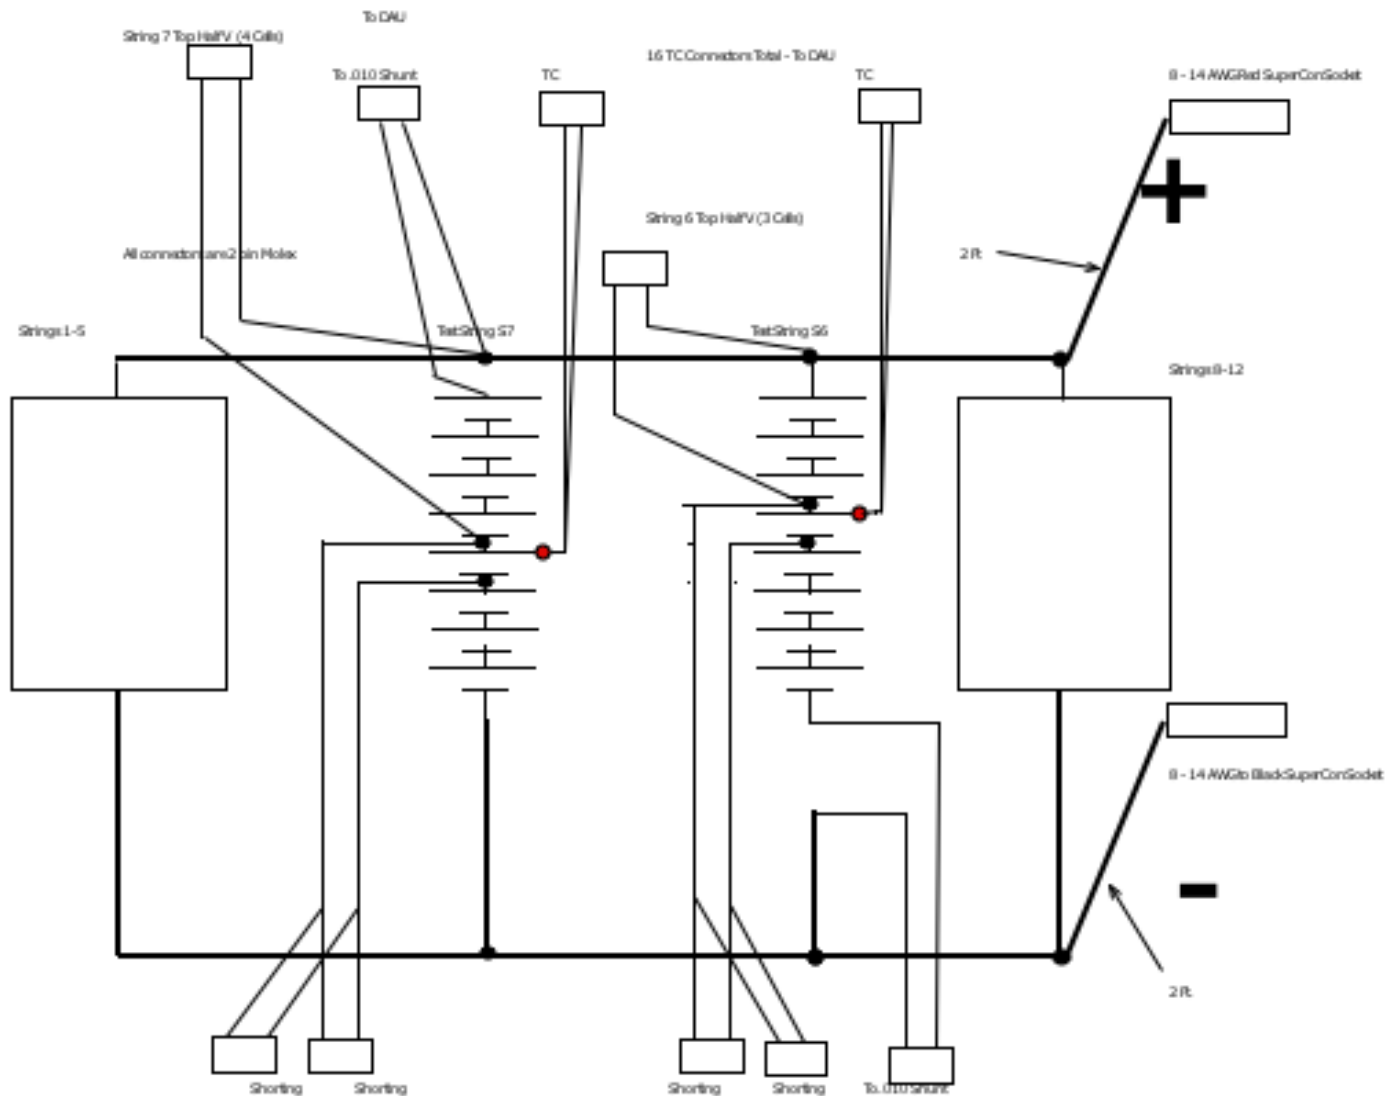 To DAU
String 7 Top Half V (4 Cells)
16 TC Connectors Total - To DAU
To .010 Shunt
TC
TC
8 - 14 AWG Red SuperCon Socket
String 6 Top Half V (3 Cells)
All connectors are 2 pin Molex
2 Ft
Strings 1-5
Test String S7
Test String S6
Strings 8-12
8 - 14 AWG to Black SuperCon Socket
2 Ft.
Shorting
Shorting
Shorting
Shorting
To .010 Shunt